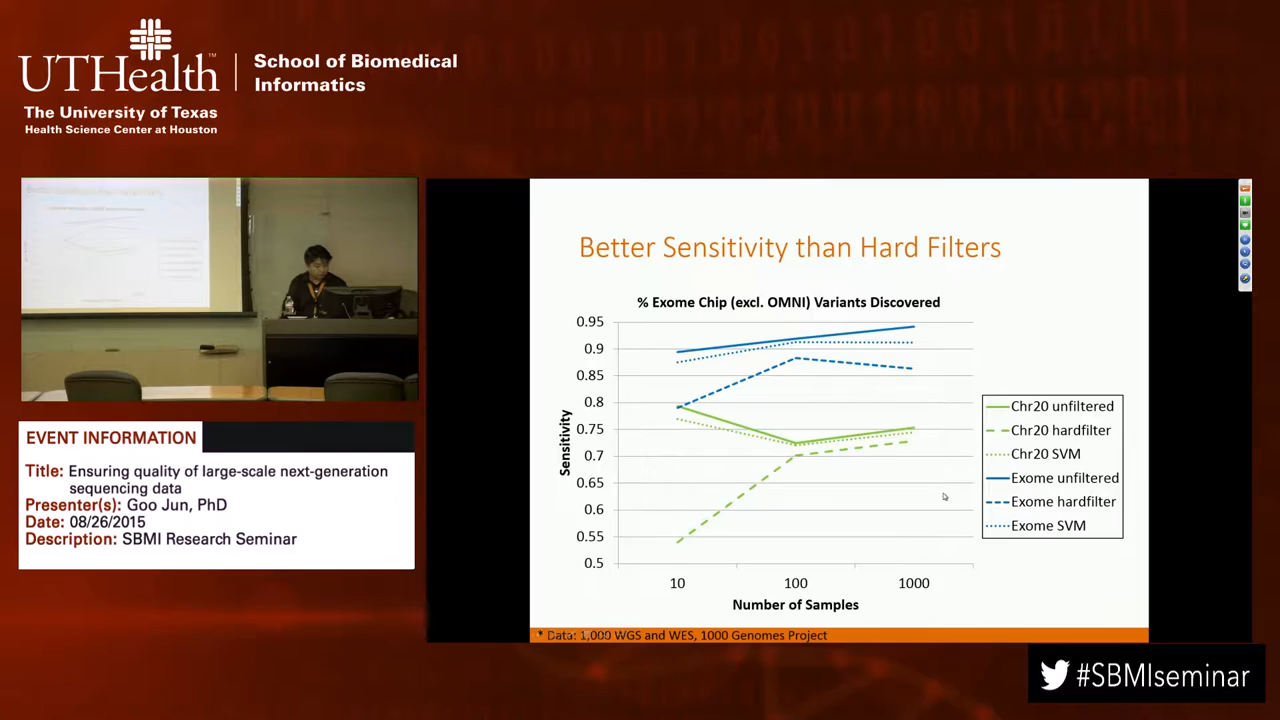 UTHealth™
The University of Texas
Health Science Center at Houston
School of Biomedical
Informatics
EVENT INFORMATION
Title: Ensuring quality of large-scale next-generation
sequencing data
Presenter(s): Goo Jun, PhD
Date: 08/26/2015
Description: SBMI Research Seminar
Better Sensitivity than Hard Filters
% Exome Chip (excl. OMNI) Variants Discovered
Sensitivity
0.95
0.9
0.85
0.8
0.75
0.7
0.65
0.6
0.55
0.5
10 100 1000
Number of Samples
Chr20 unfiltered
Chr20 hardfilter
Chr20 SVM
Exome unfiltered
Exome hardfilter
Exome SVM
* Data: 1,000 WGS and WES, 1000 Genomes Project
#SBMIseminar